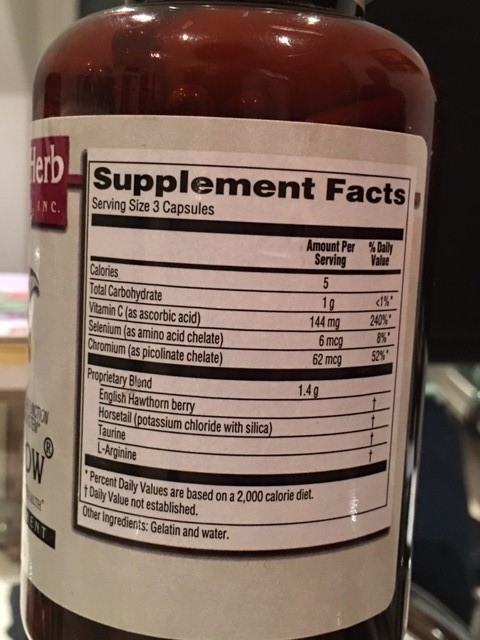 Herb
INC.
Supplement Facts
Serving Size 3 Capsules
Amount Per Serving % Daily Value
Calories 5
Total Carbohydrate 1 g <1%*
Vitamin C (as ascorbic acid) 144 mg 240%*
Selenium (as amino acid chelate) 6 mcg 8%*
Chromium (as picolinate chelate) 62 mcg 52%*
Proprietary Blend 1.4 g
English Hawthorn berry †
Horsetail (potassium chloride with silica) †
Taurine †
L-Arginine †
* Percent Daily Values are based on a 2,000 calorie diet.
† Daily Value not established.
Other Ingredients: Gelatin and water.
OW®
ENT